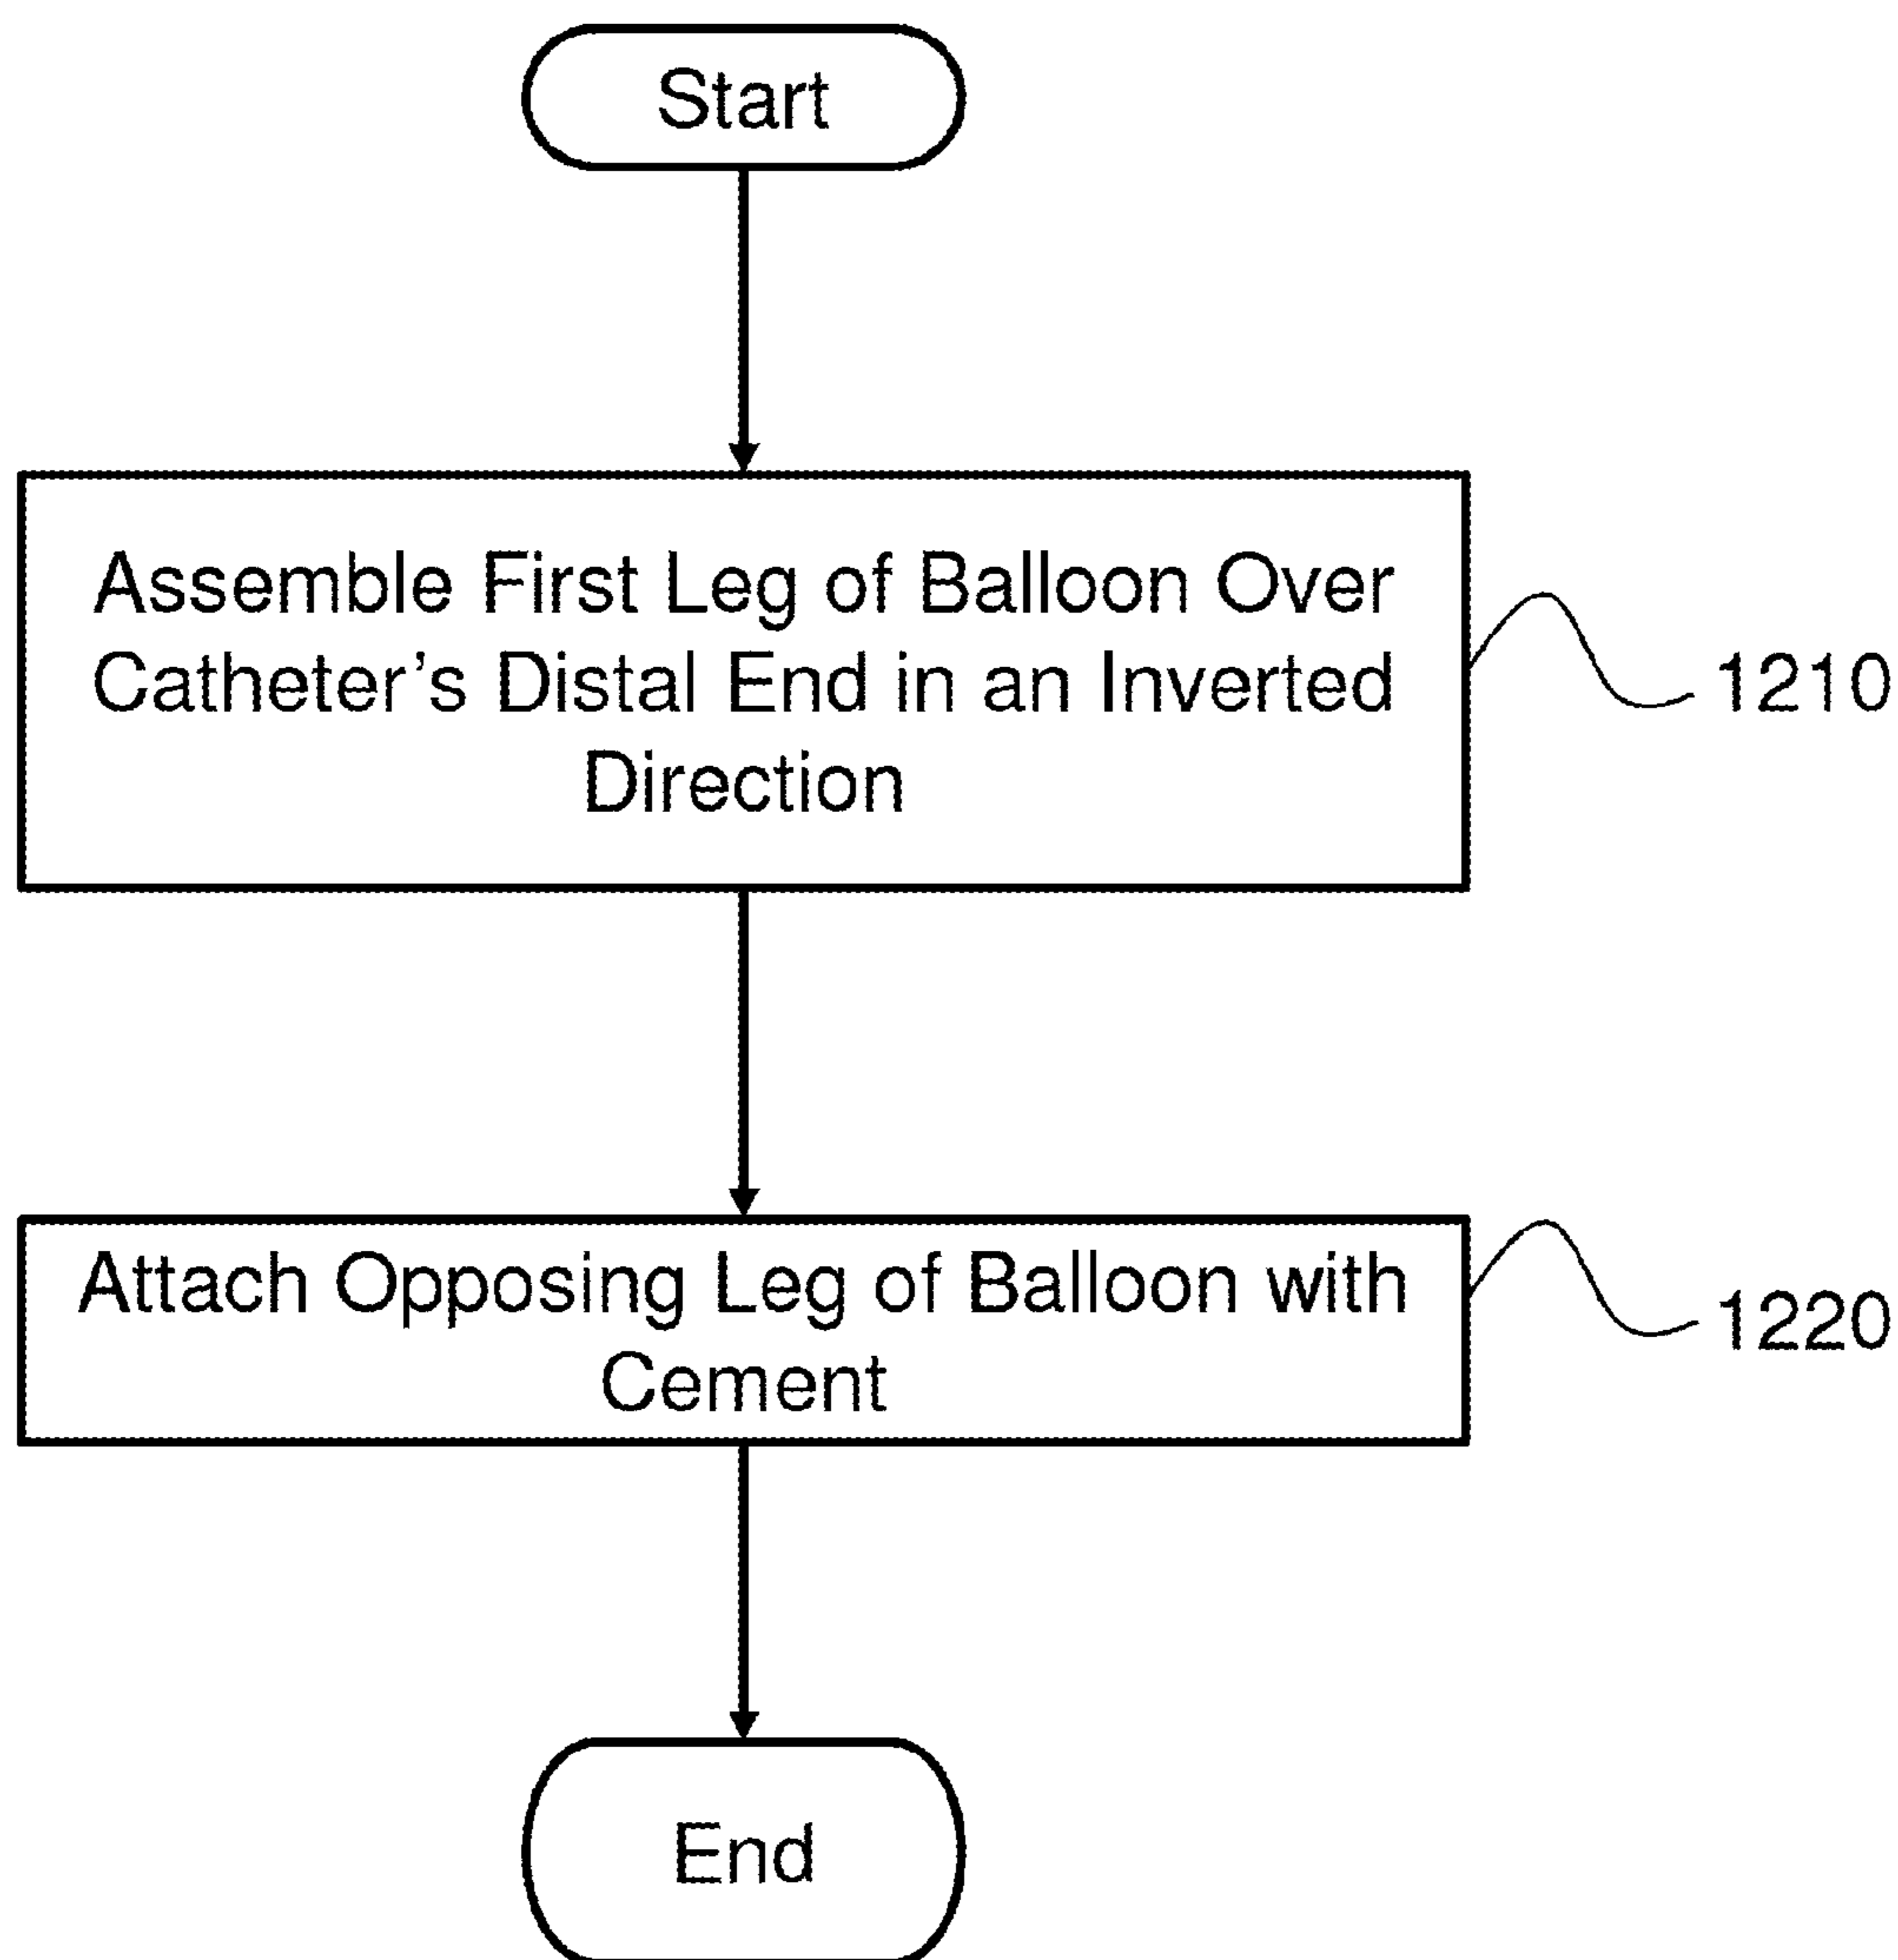 Start
Assemble First Leg of Balloon Over
Catheter's Distal End in an Inverted
Direction
1210
Attach Opposing Leg of Balloon with
Cement
1220
End